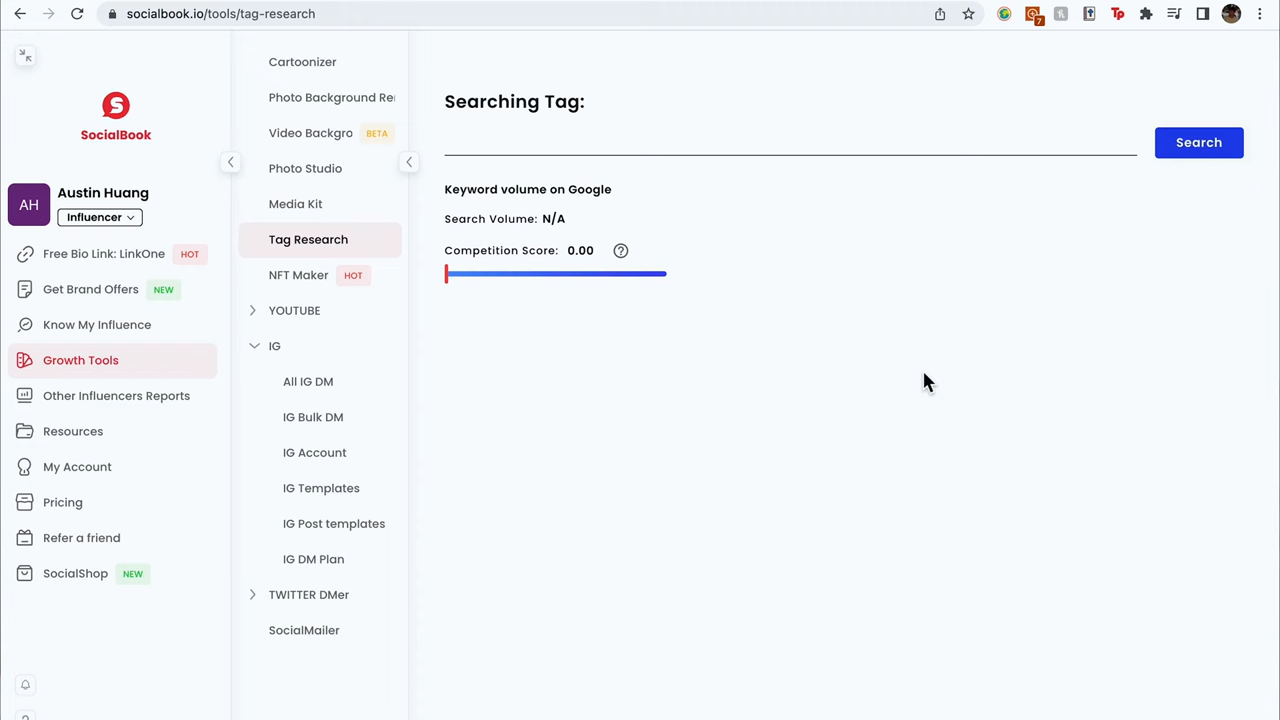 socialbook.io/tools/tag-research
7
Tp
SocialBook
AH
Austin Huang
Influencer
Free Bio Link: LinkOne HOT
Get Brand Offers NEW
Know My Influence
Growth Tools
Other Influencers Reports
Resources
My Account
Pricing
Refer a friend
SocialShop NEW
Cartoonizer
Photo Background Re
Video Backgro BETA
Photo Studio
Media Kit
Tag Research
NFT Maker HOT
YOUTUBE
IG
All IG DM
IG Bulk DM
IG Account
IG Templates
IG Post templates
IG DM Plan
TWITTER DMer
SocialMailer
Searching Tag:
Search
Keyword volume on Google
Search Volume: N/A
Competition Score: 0.00 ?